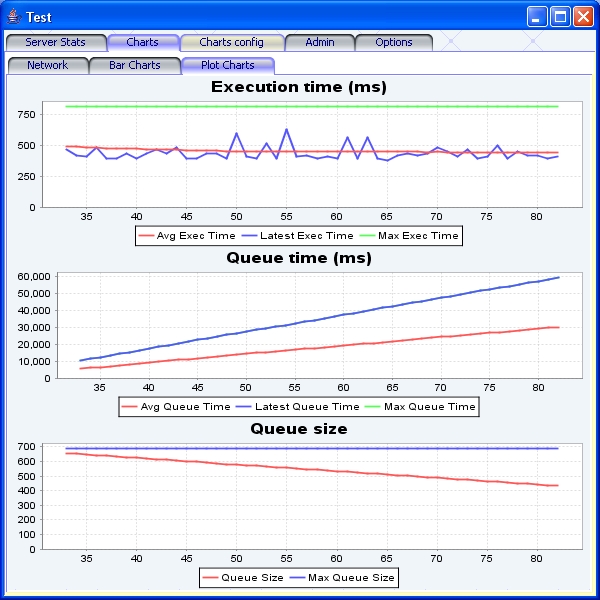 Test
Server Stats Charts Charts config Admin Options
Network Bar Charts Plot Charts
Execution time (ms)
750
500
250
0
35 40 45 50 55 60 65 70 75 80
Avg Exec Time Latest Exec Time Max Exec Time
Queue time (ms)
60,000
50,000
40,000
30,000
20,000
10,000
0
35 40 45 50 55 60 65 70 75 80
Avg Queue Time Latest Queue Time Max Queue Time
Queue size
700
600
500
400
300
200
100
0
35 40 45 50 55 60 65 70 75 80
Queue Size Max Queue Size